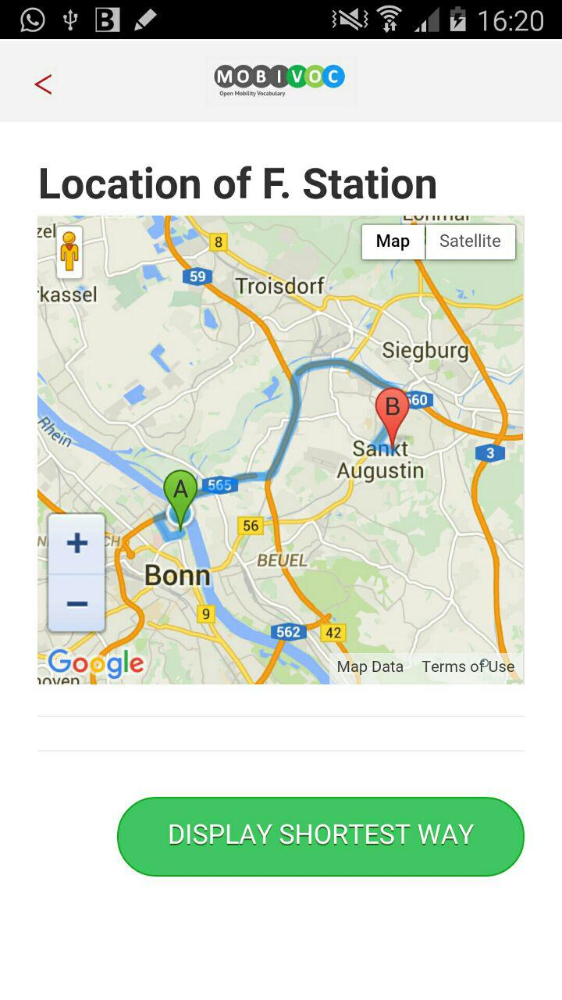 16:20
MOBIVOC
Open Mobility Vocabulary
<
Location of F. Station
zel
Lohmar
Map
Satellite
8
59
Troisdorf
rkassel
Siegburg
B
560
Rhein
Sankt
Augustin
3
A
565
56
CH
BEUEL
Bonn
+
−
9
562
42
Google
hoven
Map Data
Terms of Use
DISPLAY SHORTEST WAY